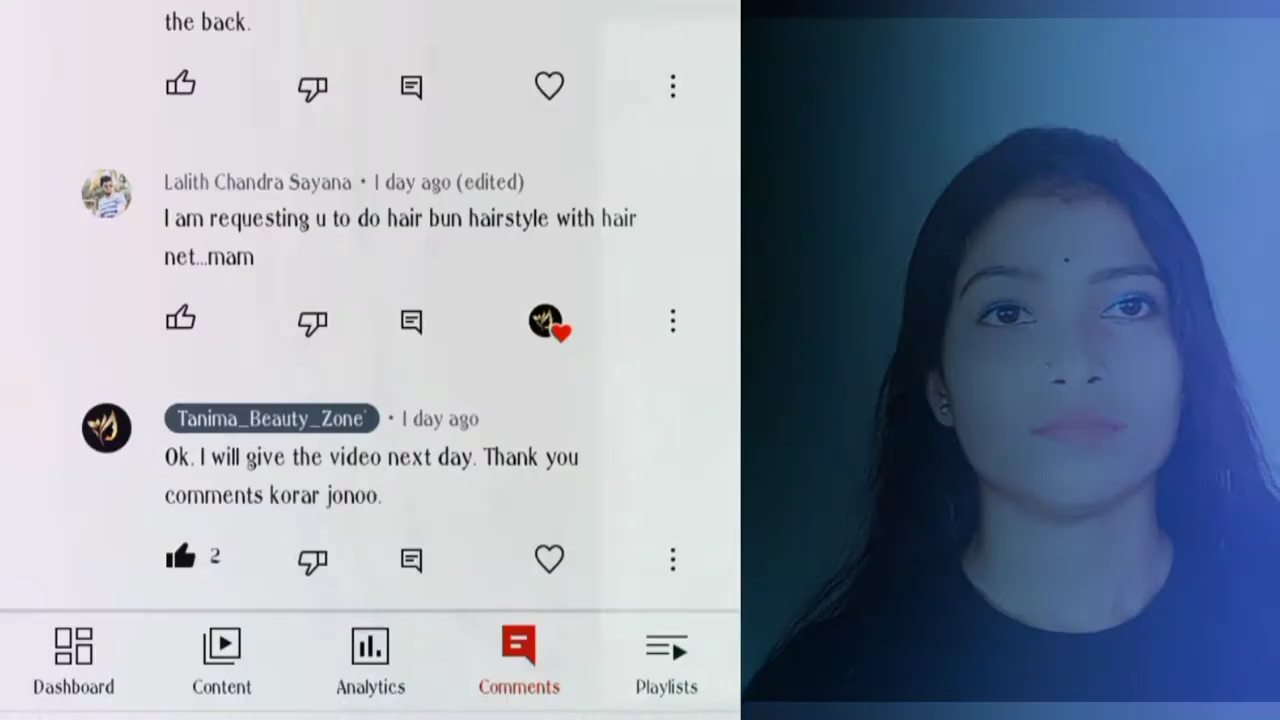 the back.
Lalith Chandra Sayana • 1 day ago (edited)
I am requesting u to do hair bun hairstyle with hair
net...mam
Tanima_Beauty_Zone' • 1 day ago
Ok. I will give the video next day. Thank you
comments korar jonoo.
2
Dashboard
Content
Analytics
Comments
Playlists